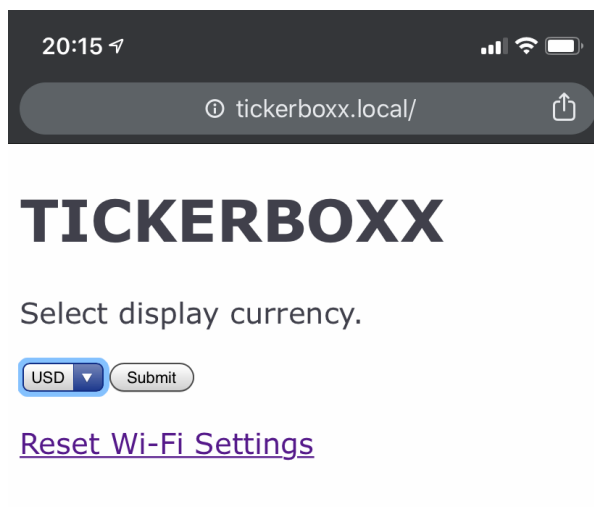 20:15
tickerboxx.local/
TICKERBOXX
Select display currency.
USD Submit
Reset Wi-Fi Settings